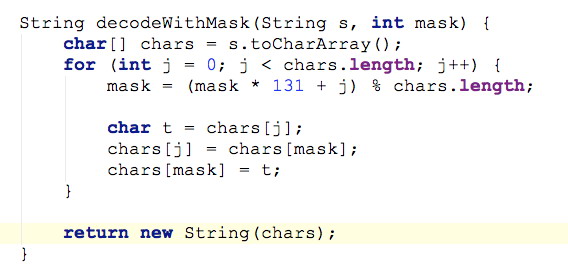 String decodeWithMask(String s, int mask) {
    char[] chars = s.toCharArray();
    for (int j = 0; j < chars.length; j++) {
        mask = (mask * 131 + j) % chars.length;

        char t = chars[j];
        chars[j] = chars[mask];
        chars[mask] = t;
    }

    return new String(chars);
}